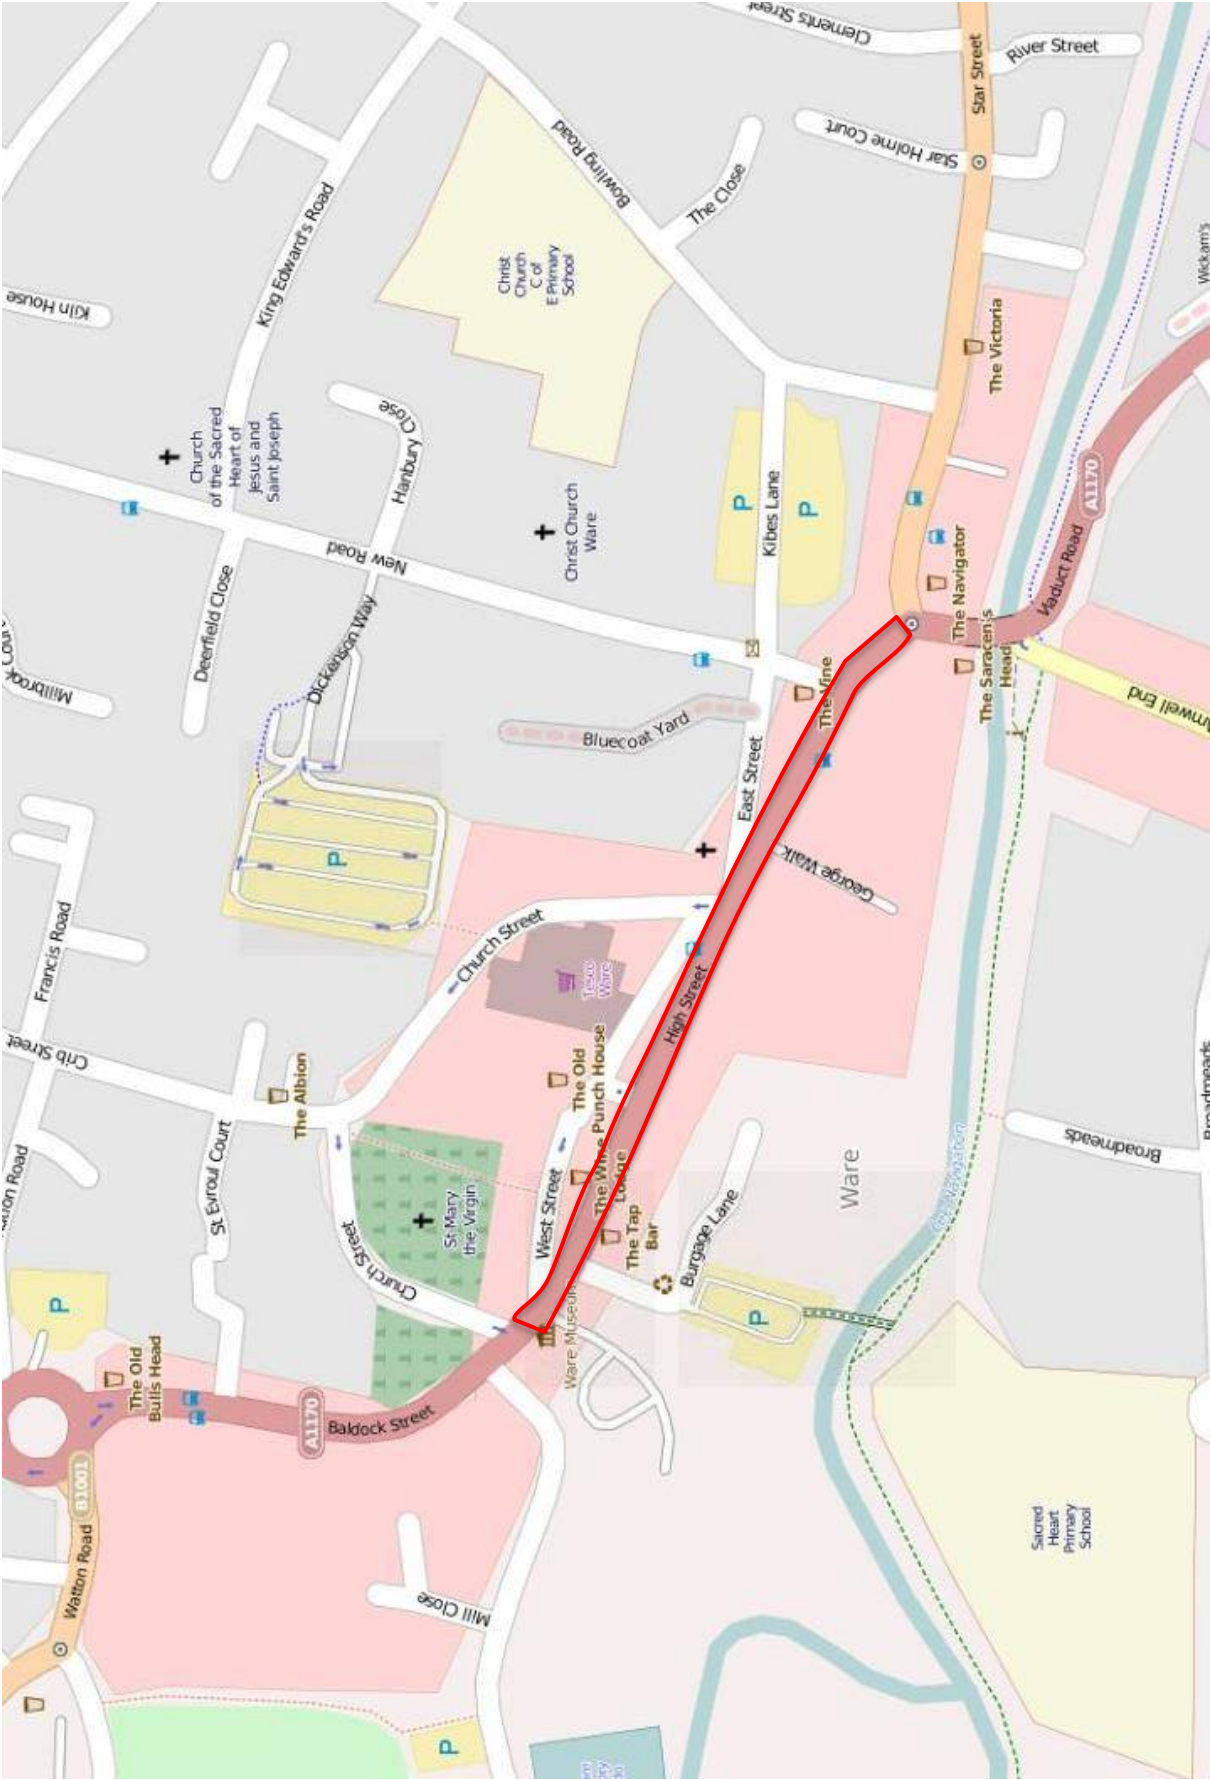 Clements Street
River Street
Star Street
Star Holme Court
Bowling Road
The Close
King Edward's Road
Kiln House
Christ
Church
C of
E Primary
School
Wickam's
The Victoria
Church
of the Sacred
Heart of
Jesus and
Saint Joseph
Hanbury Close
P
P
Kibes Lane
A1170
Christ Church
Ware
New Road
Viaduct Road
The Navigator
Deerfield Close
Dickenson Way
The Saracen's
Head
The Vine
Millbrook
Bluecoat Yard
East Street
End
P
George Walk
Francis Road
Church Street
Tesco
Ware
High Street
Crib Street
The Albion
The Old
Punch House
The Wine
Lodge
Broadmeads
Broadmeads
Road
St Evroul Court
St Mary
the Virgin
West Street
The Tap
Bar
Burgage Lane
Ware
Lee Navigation
Church Street
P
P
Ware Museum
The Old
Bulls Head
A1170
Baldock Street
B1001
Watton Road
Mill Close
Sacred
Heart
Primary
School
P